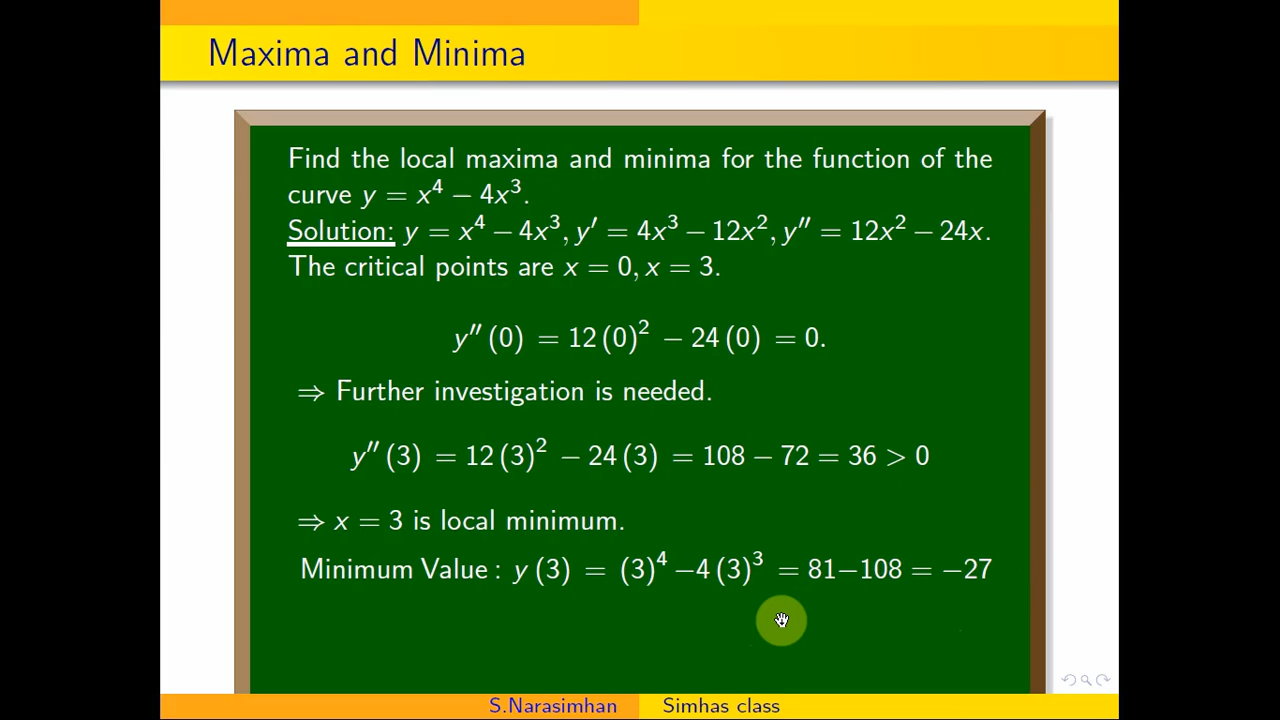 Maxima and Minima
Find the local maxima and minima for the function of the
curve y = x⁴ − 4x³.
Solution: y = x⁴ − 4x³, y′ = 4x³ − 12x², y″ = 12x² − 24x.
The critical points are x = 0, x = 3.
y″ (0) = 12 (0)² − 24 (0) = 0.
⇒ Further investigation is needed.
y″ (3) = 12 (3)² − 24 (3) = 108 − 72 = 36 > 0
⇒ x = 3 is local minimum.
Minimum Value : y (3) = (3)⁴ −4 (3)³ = 81−108 = −27
S.Narasimhan Simhas class